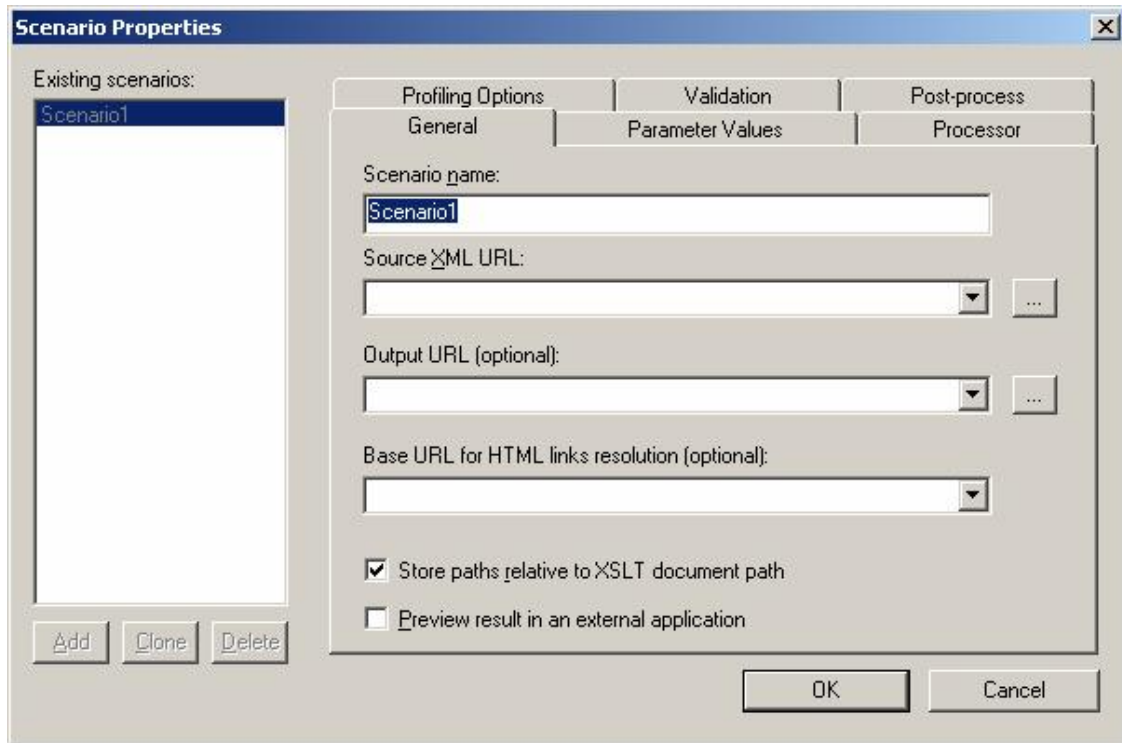 Scenario Properties
Existing scenarios:
Scenario1
Add Clone Delete
Profiling Options Validation Post-process
General Parameter Values Processor
Scenario name:
Scenario1
Source XML URL:
...
Output URL (optional):
...
Base URL for HTML links resolution (optional):
Store paths relative to XSLT document path
Preview result in an external application
OK Cancel